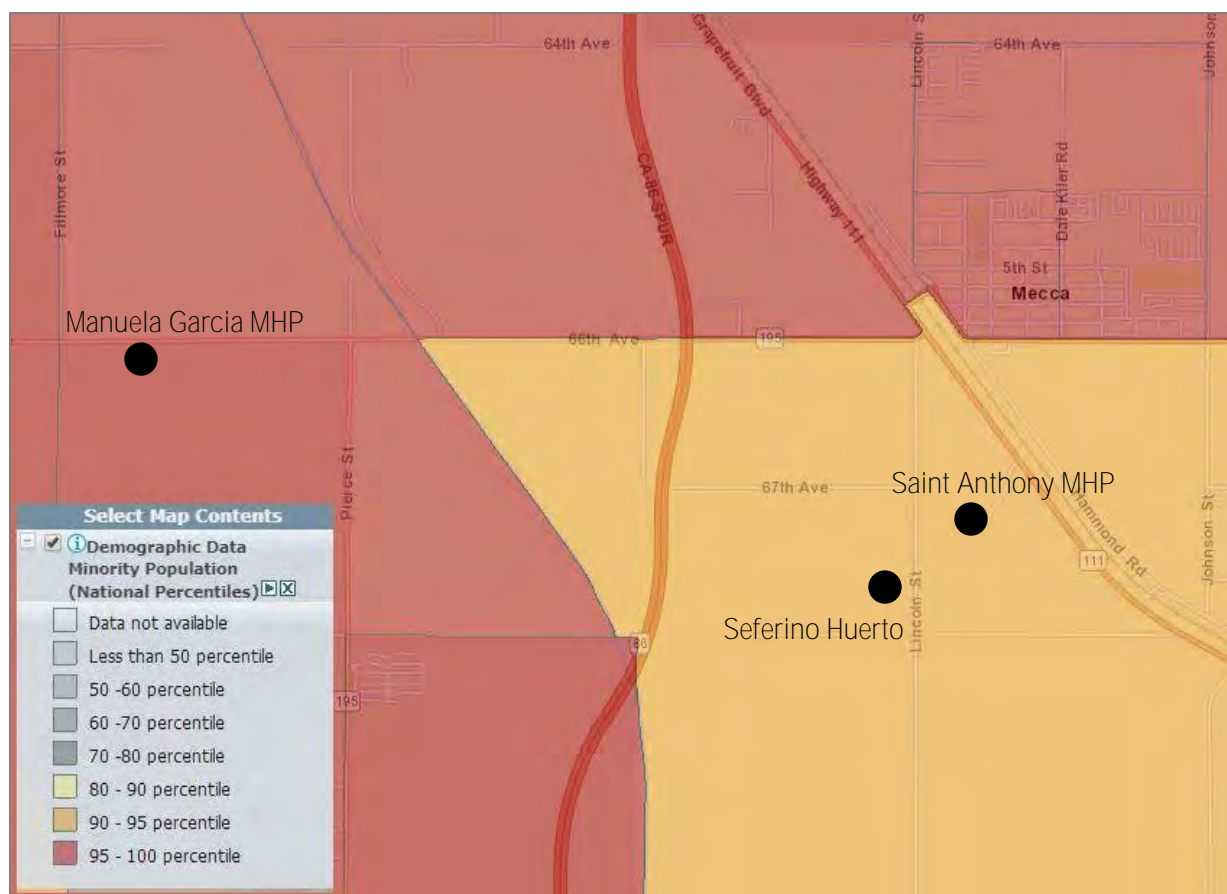 64th Ave
Grapefruit Blvd
Lincoln S
64th Ave
Johnson
Fillmore St
CA-86 SPUR
Highway 111
Dale Kiler Rd
5th St
Mecca
Manuela Garcia MHP
66th Ave
195
Pierce St
67th Ave
Saint Anthony MHP
Hammond Rd
111
Johnson St
Seferino Huerto
Lincoln St
86
195
Select Map Contents
Demographic Data
Minority Population
(National Percentiles)
Data not available
Less than 50 percentile
50 -60 percentile
60 -70 percentile
70 -80 percentile
80 - 90 percentile
90 - 95 percentile
95 - 100 percentile